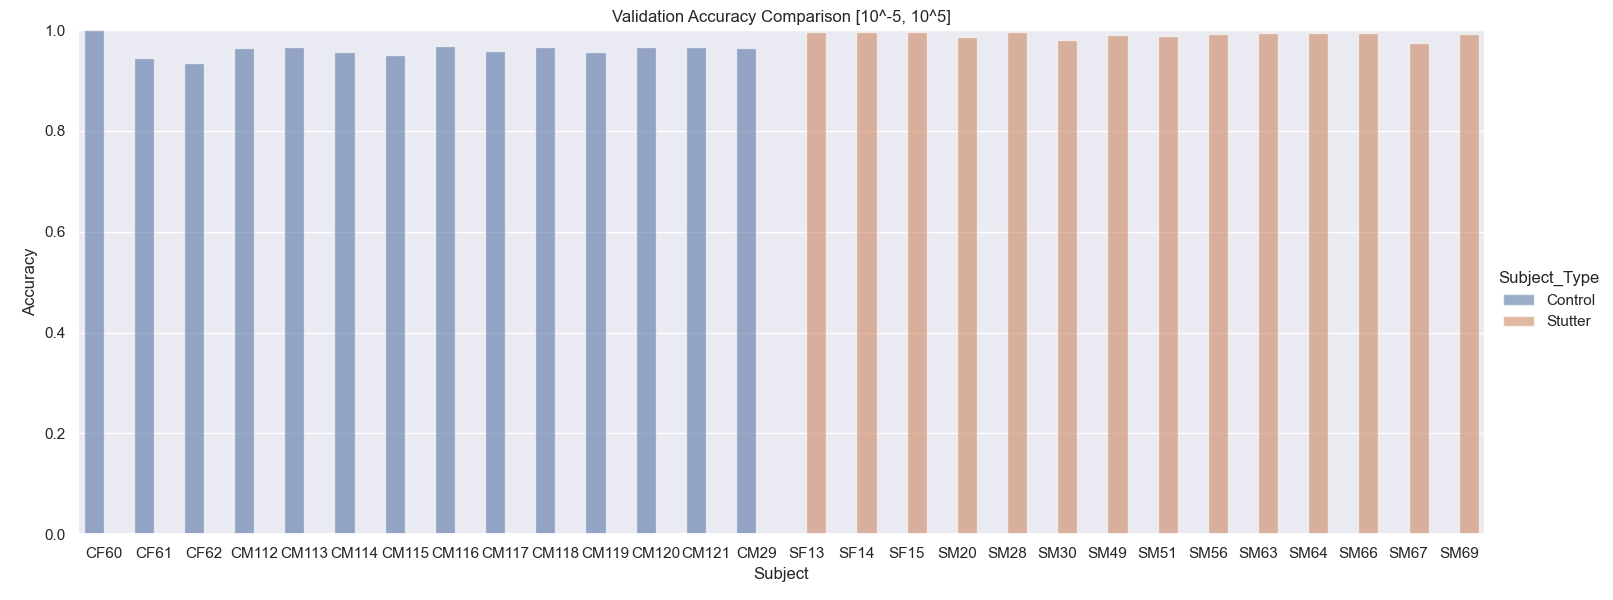 Validation Accuracy Comparison [10^-5, 10^5]
1.0
0.8
0.6
0.4
0.2
0.0
Accuracy
CF60 CF61 CF62 CM112 CM113 CM114 CM115 CM116 CM117 CM118 CM119 CM120 CM121 CM29 SF13 SF14 SF15 SM20 SM28 SM30 SM49 SM51 SM56 SM63 SM64 SM66 SM67 SM69
Subject
Subject_Type
Control
Stutter